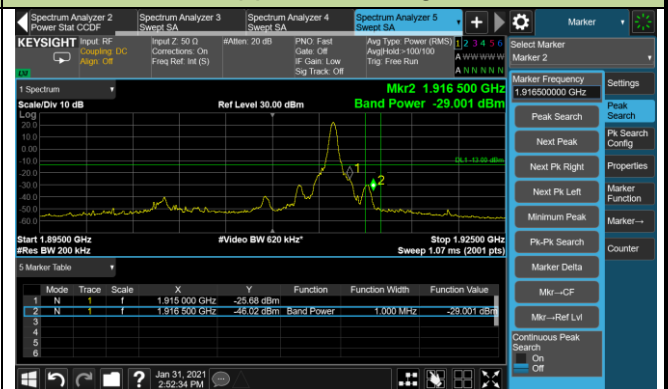 Spectrum Analyzer 2
Power Stat CCDF
Spectrum Analyzer 3
Swept SA
Spectrum Analyzer 4
Swept SA
Spectrum Analyzer 5
Swept SA
Marker
KEYSIGHT
Input: RF
Coupling: DC
Align: Off
Input Z: 50 Ω
Corrections: On
Freq Ref: Int (S)
#Atten: 20 dB
PNO: Fast
Gate: Off
IF Gain: Low
Sig Track: Off
Avg Type: Power (RMS)
Avg|Hold:>100/100
Trig: Free Run
1 2 3 4 5 6
A W W W W W
A N N N N N
LXI
Select Marker
Marker 2
1 Spectrum
Mkr2 1.916 500 GHz
Scale/Div 10 dB
Ref Level 30.00 dBm
Band Power -29.001 dBm
Log
20.0
10.0
0.00
-10.0
-20.0
-30.0
-40.0
-50.0
-60.0
DL1 -13.00 dBm
1
2
Start 1.89500 GHz
#Video BW 620 kHz*
Stop 1.92500 GHz
#Res BW 200 kHz
Sweep 1.07 ms (2001 pts)
5 Marker Table
Mode Trace Scale X Y Function Function Width Function Value
1 N 1 f 1.915 000 GHz -25.68 dBm
2 N 1 f 1.916 500 GHz -46.02 dBm Band Power 1.000 MHz -29.001 dBm
3
4
5
6
Marker Frequency
1.916500000 GHz
Peak Search
Next Peak
Next Pk Right
Next Pk Left
Minimum Peak
Pk-Pk Search
Marker Delta
Mkr→CF
Mkr→Ref Lvl
Continuous Peak
Search
On
Off
Settings
Peak
Search
Pk Search
Config
Properties
Marker
Function
Marker→
Counter
?
Jan 31, 2021
2:52:34 PM